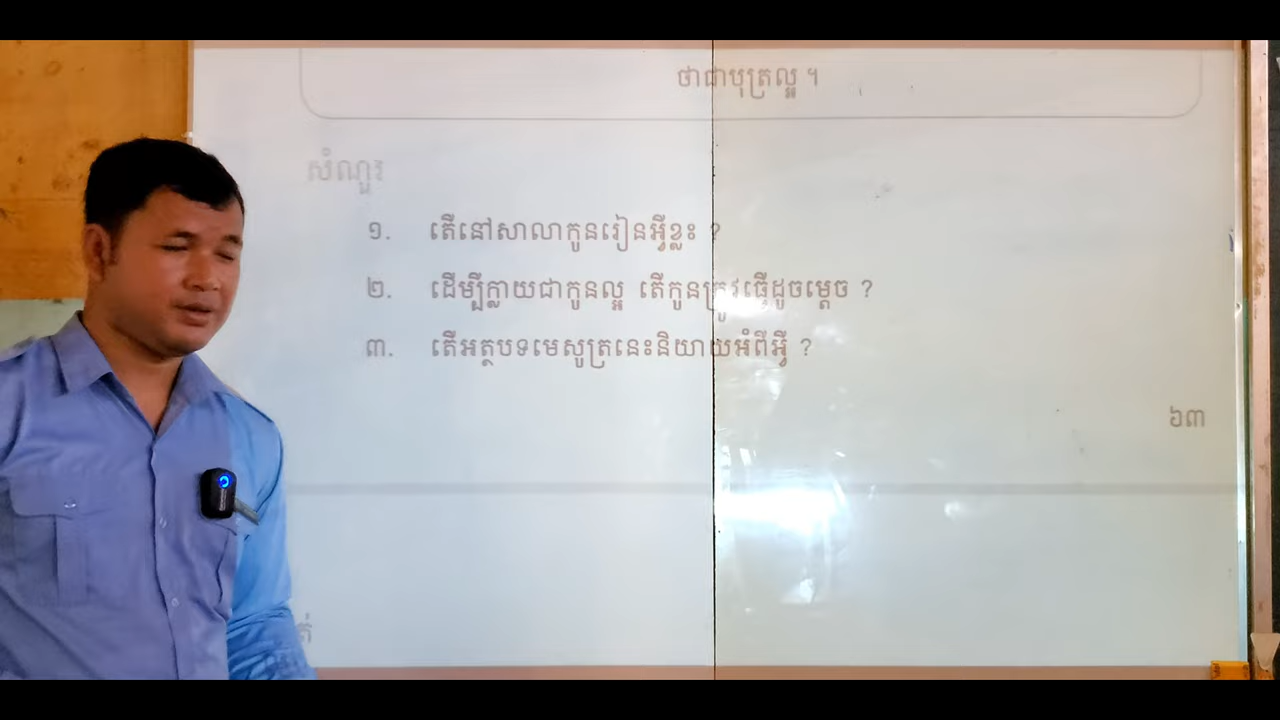 ថាជាបុត្រល្អ ។
សំណួរ
១. តើនៅសាលាកូនរៀនអ្វីខ្លះ ?
២. ដើម្បីក្លាយជាកូនល្អ តើកូនត្រូវធ្វើដូចម្ដេច ?
៣. តើអត្ថបទមេសូត្រនេះនិយាយអំពីអ្វី ?
៦៣